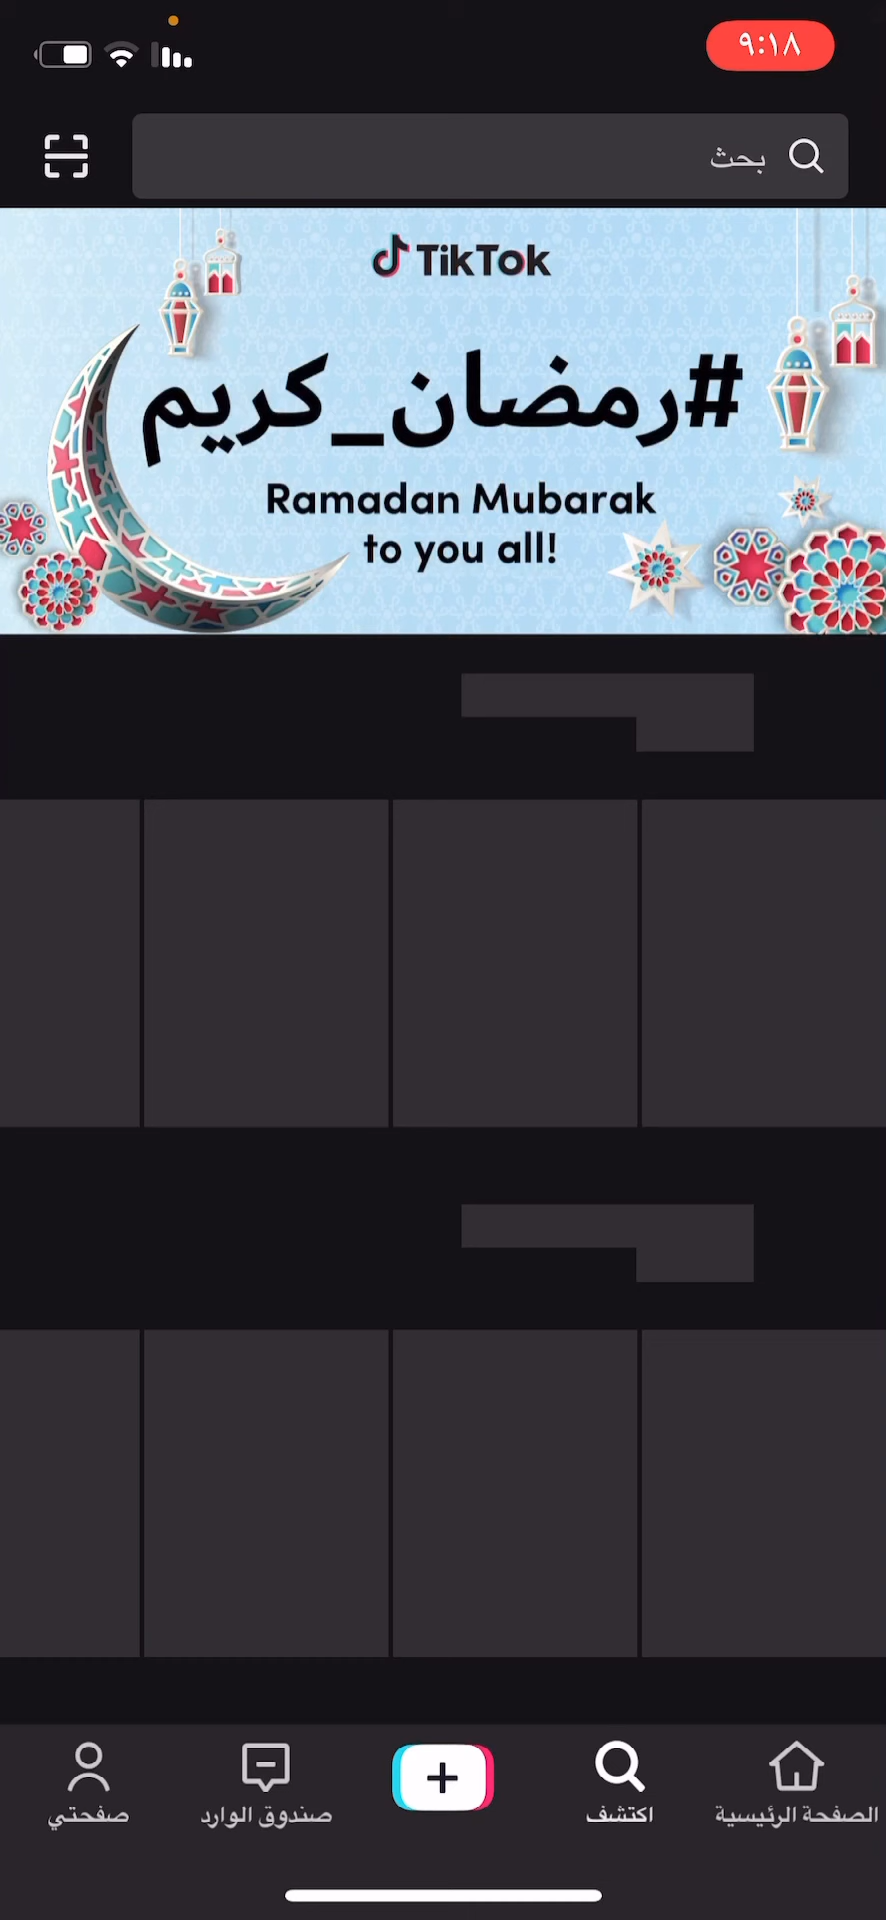 ٩:١٨
بحث
TikTok
#رمضان_كريم
Ramadan Mubarak
to you all!
الصفحة الرئيسية
اكتشف
صندوق الوارد
صفحتي